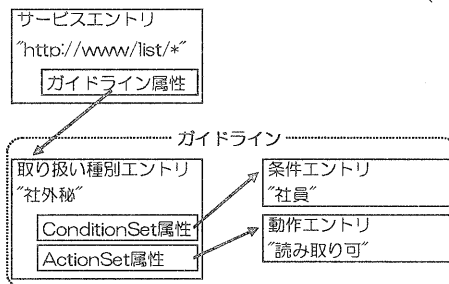 サービスエントリ
"http://www/list/*"
ガイドライン属性
ガイドライン
取り扱い種別エントリ
"社外秘"
ConditionSet属性
ActionSet属性
条件エントリ
"社員"
動作エントリ
"読み取り可"